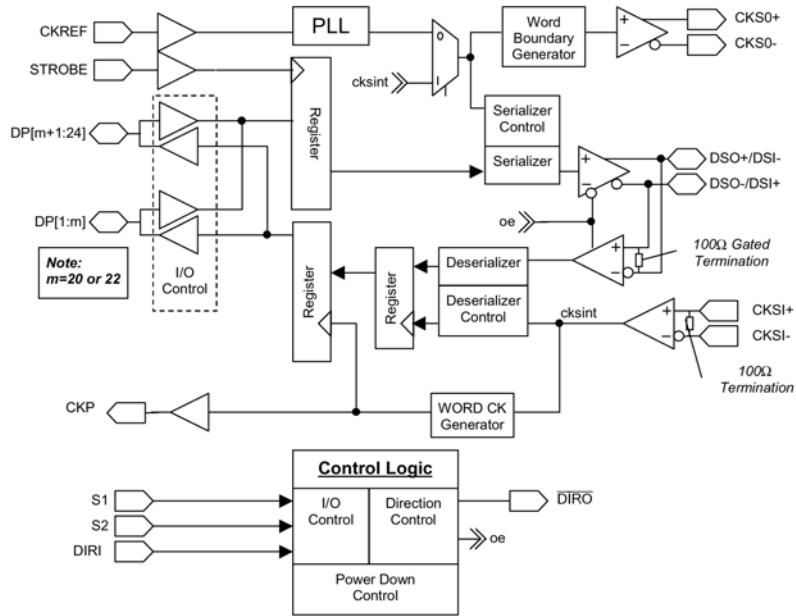 CKREF
PLL
0
Word
Boundary
Generator
+
−
CKS0+
CKS0-
STROBE
cksint
I
Register
Serializer
Control
Serializer
DP[m+1:24]
+
−
DSO+/DSI-
DSO-/DSI+
oe
DP[1:m]
Note:
m=20 or 22
I/O
Control
Register
Register
Deserializer
Deserializer
Control
+
−
100Ω Gated
Termination
cksint
+
−
CKSI+
CKSI-
100Ω
Termination
CKP
WORD CK
Generator
Control Logic
S1
S2
DIRI
I/O
Control
Direction
Control
DIRO
oe
Power Down
Control